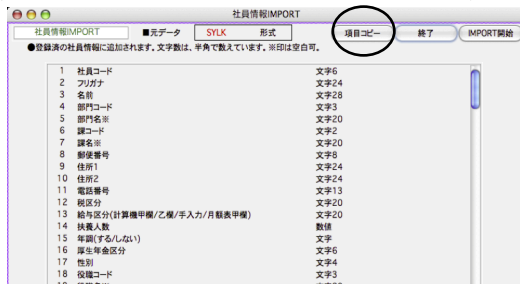 社員情報IMPORT
社員情報IMPORT ■元データ SYLK 形式 項目コピー 終了 IMPORT開始
●登録済の社員情報に追加されます。文字数は、半角で数えています。※印は空白可。
1 社員コード 文字6
2 フリガナ 文字24
3 名前 文字28
4 部門コード 文字3
5 部門名※ 文字20
6 課コード 文字2
7 課名※ 文字20
8 郵便番号 文字8
9 住所1 文字24
10 住所2 文字24
11 電話番号 文字13
12 税区分 文字20
13 給与区分(計算機甲欄/乙欄/手入力/月額表甲欄) 文字20
14 扶養人数 数値
15 年調(する/しない) 文字
16 厚生年金区分 文字6
17 性別 文字4
18 役職コード 文字3